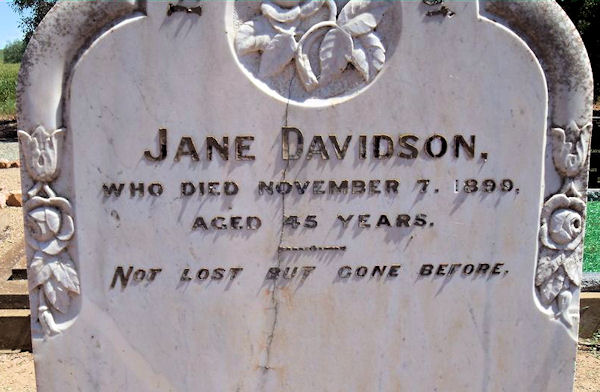 JANE DAVIDSON,
WHO DIED NOVEMBER 7, 1899,
AGED 45 YEARS.
NOT LOST BUT GONE BEFORE.